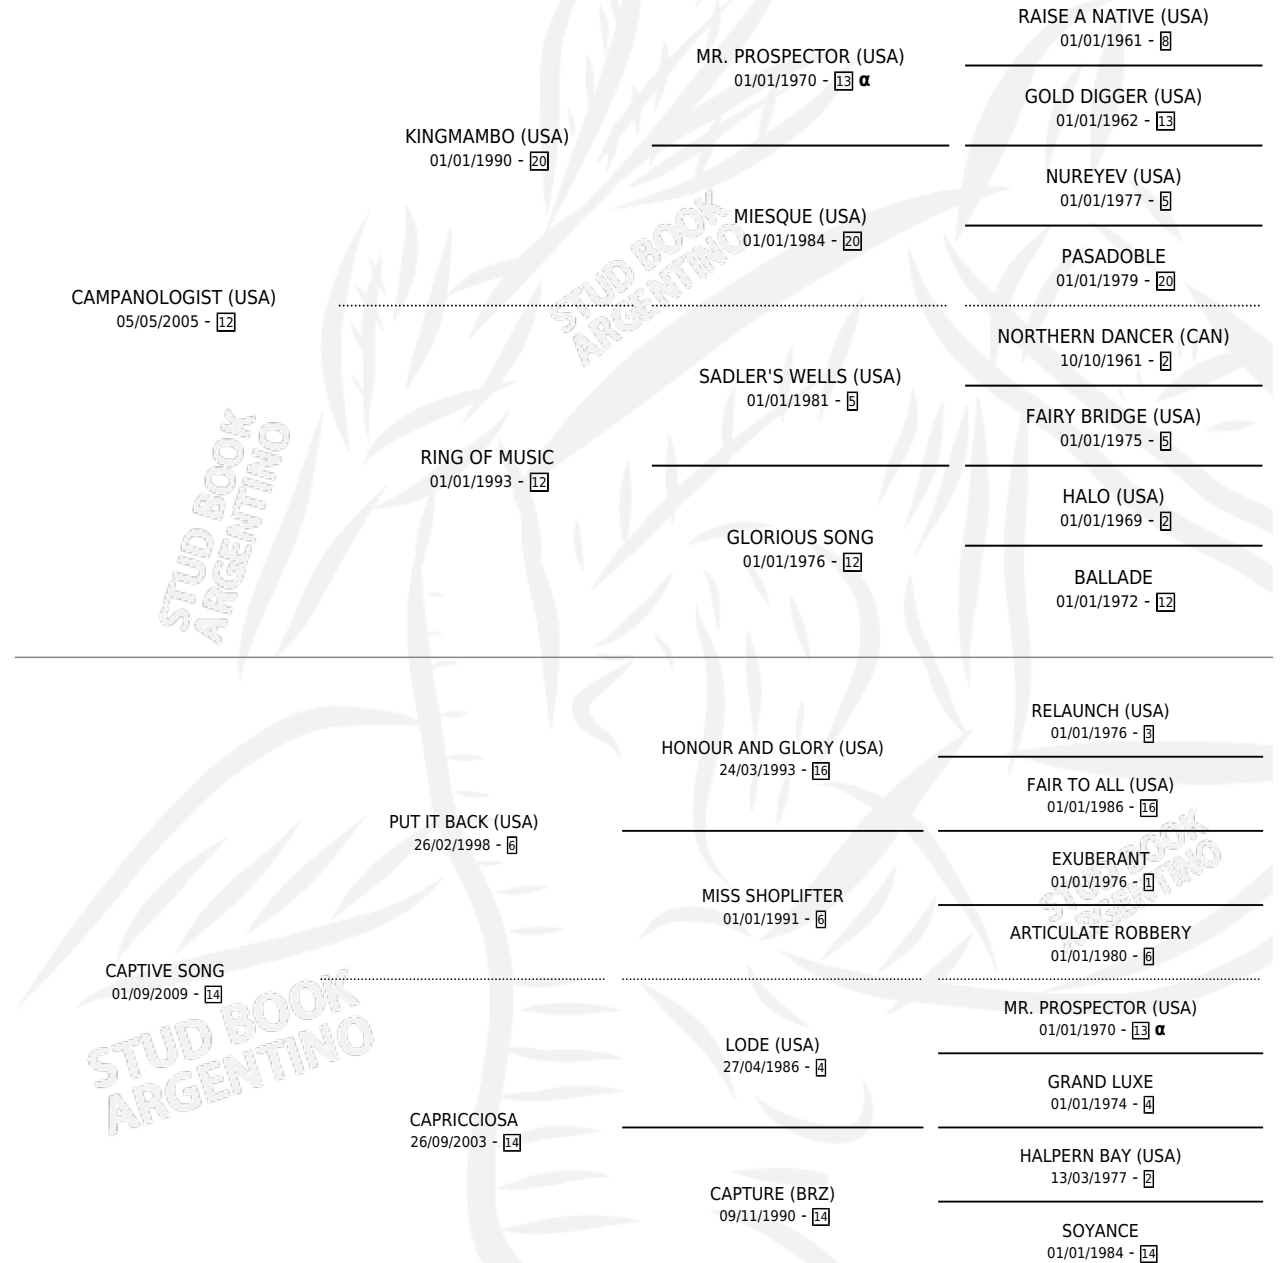 RAISE A NATIVE (USA)
01/01/1961 - 8
MR. PROSPECTOR (USA)
01/01/1970 - 13 α
GOLD DIGGER (USA)
01/01/1962 - 13
KINGMAMBO (USA)
01/01/1990 - 20
NUREYEV (USA)
01/01/1977 - 5
MIESQUE (USA)
01/01/1984 - 20
PASADOBLE
01/01/1979 - 20
CAMPANOLOGIST (USA)
05/05/2005 - 12
NORTHERN DANCER (CAN)
10/10/1961 - 2
SADLER'S WELLS (USA)
01/01/1981 - 5
FAIRY BRIDGE (USA)
01/01/1975 - 5
RING OF MUSIC
01/01/1993 - 12
HALO (USA)
01/01/1969 - 2
GLORIOUS SONG
01/01/1976 - 12
BALLADE
01/01/1972 - 12
RELAUNCH (USA)
01/01/1976 - 3
HONOUR AND GLORY (USA)
24/03/1993 - 16
FAIR TO ALL (USA)
01/01/1986 - 16
PUT IT BACK (USA)
26/02/1998 - 6
EXUBERANT
01/01/1976 - 1
MISS SHOPLIFTER
01/01/1991 - 6
ARTICULATE ROBBERY
01/01/1980 - 6
CAPTIVE SONG
01/09/2009 - 14
MR. PROSPECTOR (USA)
01/01/1970 - 13 α
LODE (USA)
27/04/1986 - 4
GRAND LUXE
01/01/1974 - 4
CAPRICCIOSA
26/09/2003 - 14
HALPERN BAY (USA)
13/03/1977 - 2
CAPTURE (BRZ)
09/11/1990 - 14
SOYANCE
01/01/1984 - 14
STUD BOOK
ARGENTINO
STUD BOOK
ARGENTINO
STUD BOOK
ARGENTINO
STUD BOOK
ARGENTINO